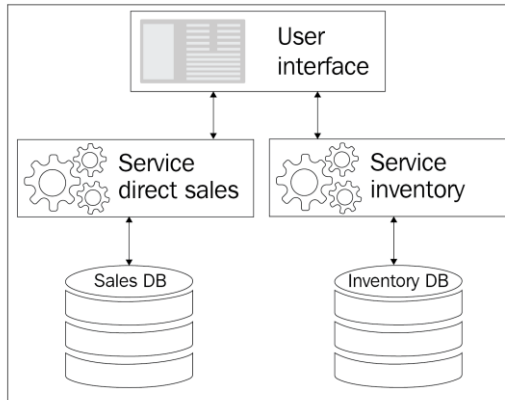 User
interface
Service
direct sales
Service
inventory
Sales DB
Inventory DB